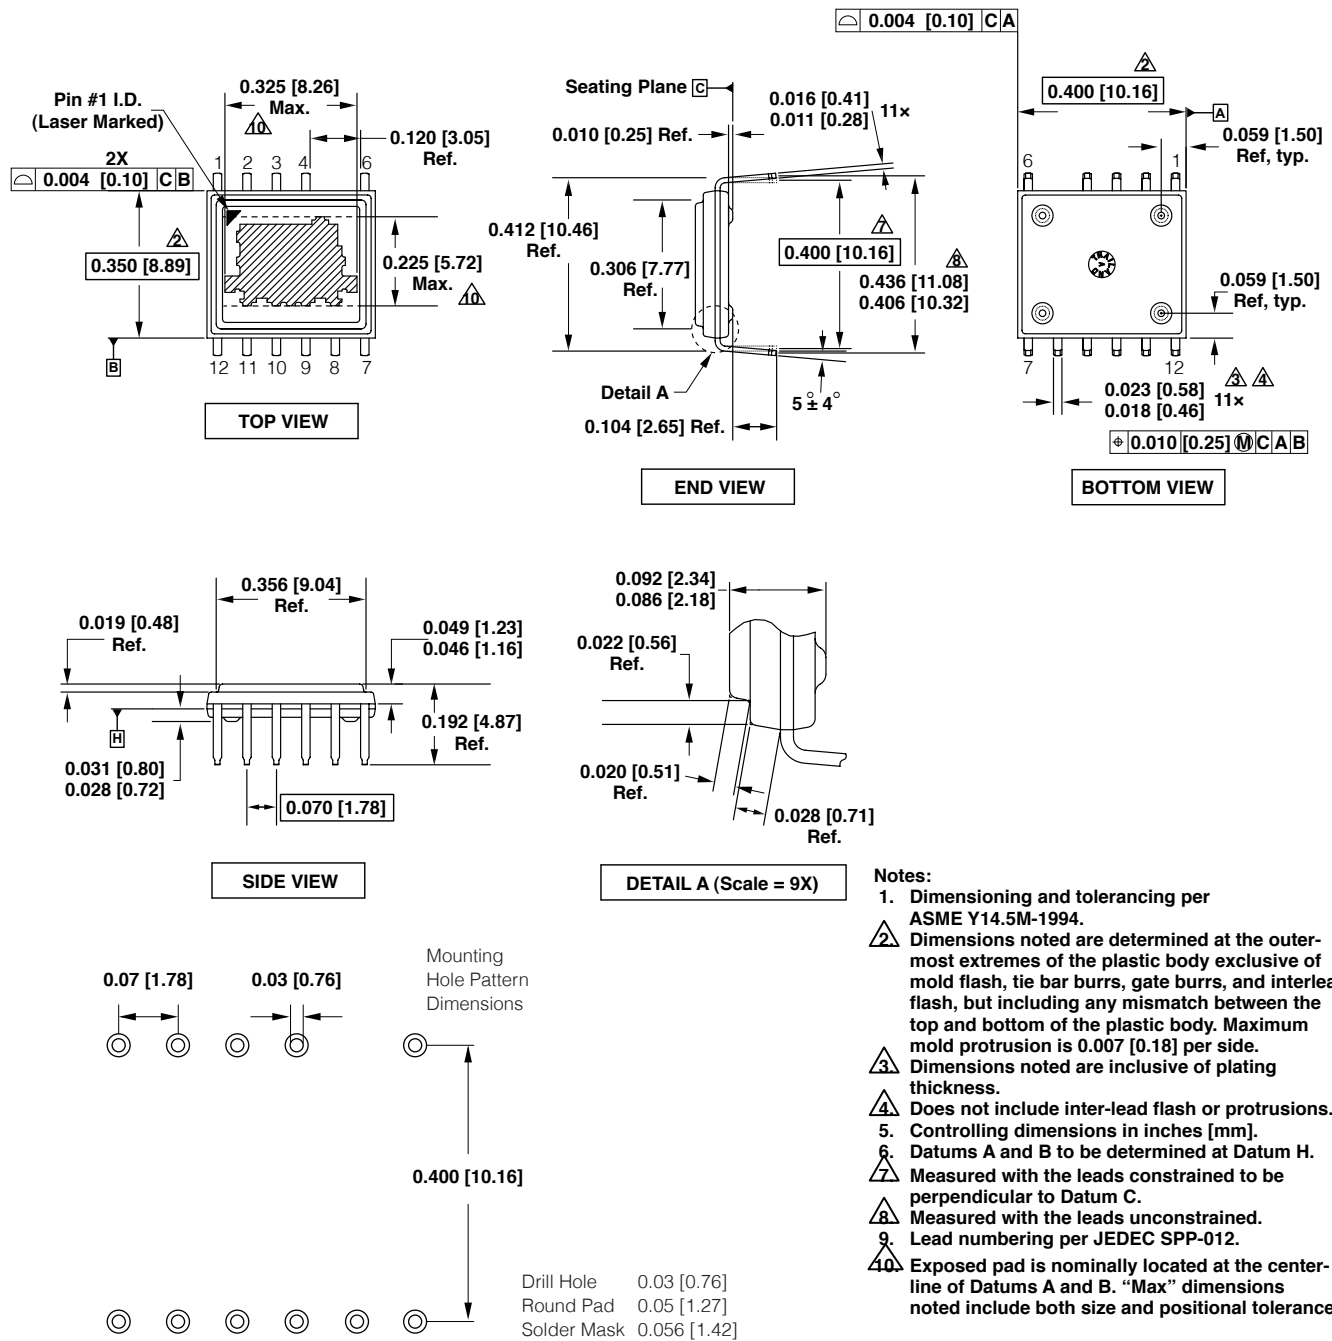 0.004 [0.10] C A
2
0.400 [10.16]
A
0.059 [1.50]
Ref, typ.
6
1
0.059 [1.50]
Ref, typ.
7
12
0.023 [0.58]
0.018 [0.46]
11×
3
4
0.010 [0.25] M C A B
BOTTOM VIEW
Pin #1 I.D.
(Laser Marked)
0.325 [8.26]
Max.
10
0.120 [3.05]
Ref.
2X
0.004 [0.10] C B
1 2 3 4 6
2
0.350 [8.89]
0.225 [5.72]
Max.
10
B
12 11 10 9 8 7
TOP VIEW
Seating Plane C
0.010 [0.25] Ref.
0.016 [0.41]
0.011 [0.28]
11×
0.412 [10.46]
Ref.
0.306 [7.77]
Ref.
7
0.400 [10.16]
8
0.436 [11.08]
0.406 [10.32]
Detail A
5° ± 4°
0.104 [2.65] Ref.
END VIEW
0.356 [9.04]
Ref.
0.019 [0.48]
Ref.
0.049 [1.23]
0.046 [1.16]
0.192 [4.87]
Ref.
H
0.031 [0.80]
0.028 [0.72]
0.070 [1.78]
SIDE VIEW
0.092 [2.34]
0.086 [2.18]
0.022 [0.56]
Ref.
0.020 [0.51]
Ref.
0.028 [0.71]
Ref.
DETAIL A (Scale = 9X)
Mounting
Hole Pattern
Dimensions
0.07 [1.78]
0.03 [0.76]
0.400 [10.16]
Drill Hole 0.03 [0.76]
Round Pad 0.05 [1.27]
Solder Mask 0.056 [1.42]
Notes:
1. Dimensioning and tolerancing per
ASME Y14.5M-1994.
2. Dimensions noted are determined at the outer-
most extremes of the plastic body exclusive of
mold flash, tie bar burrs, gate burrs, and interlea
flash, but including any mismatch between the
top and bottom of the plastic body. Maximum
mold protrusion is 0.007 [0.18] per side.
3. Dimensions noted are inclusive of plating
thickness.
4. Does not include inter-lead flash or protrusions.
5. Controlling dimensions in inches [mm].
6. Datums A and B to be determined at Datum H.
7. Measured with the leads constrained to be
perpendicular to Datum C.
8. Measured with the leads unconstrained.
9. Lead numbering per JEDEC SPP-012.
10. Exposed pad is nominally located at the center-
line of Datums A and B. “Max” dimensions
noted include both size and positional tolerance